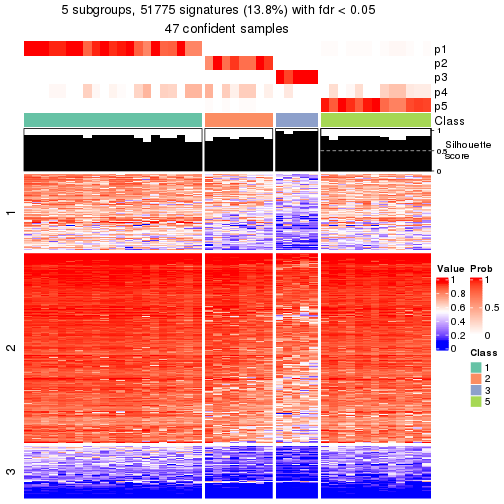 5 subgroups, 51775 signatures (13.8%) with fdr < 0.05
47 confident samples
p1
p2
p3
p4
p5
Class
1
0.5
0
Silhouette
score
1
2
3
Value
1
0.8
0.6
0.4
0.2
0
Prob
1
0.5
0
Class
1
2
3
5